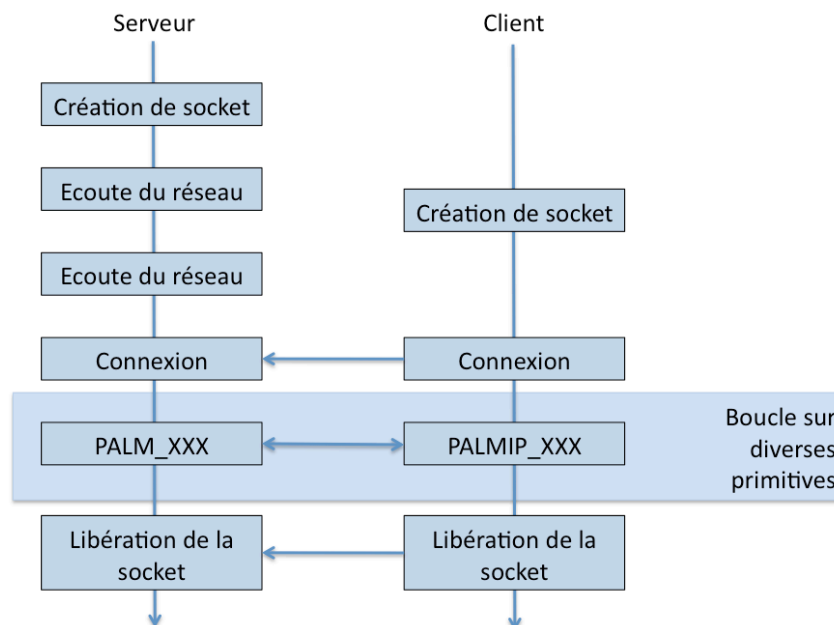 Serveur
Client
Création de socket
Ecoute du réseau
Création de socket
Ecoute du réseau
Connexion
Connexion
PALM_XXX
PALMIP_XXX
Boucle sur
diverses
primitives
Libération de la
socket
Libération de la
socket